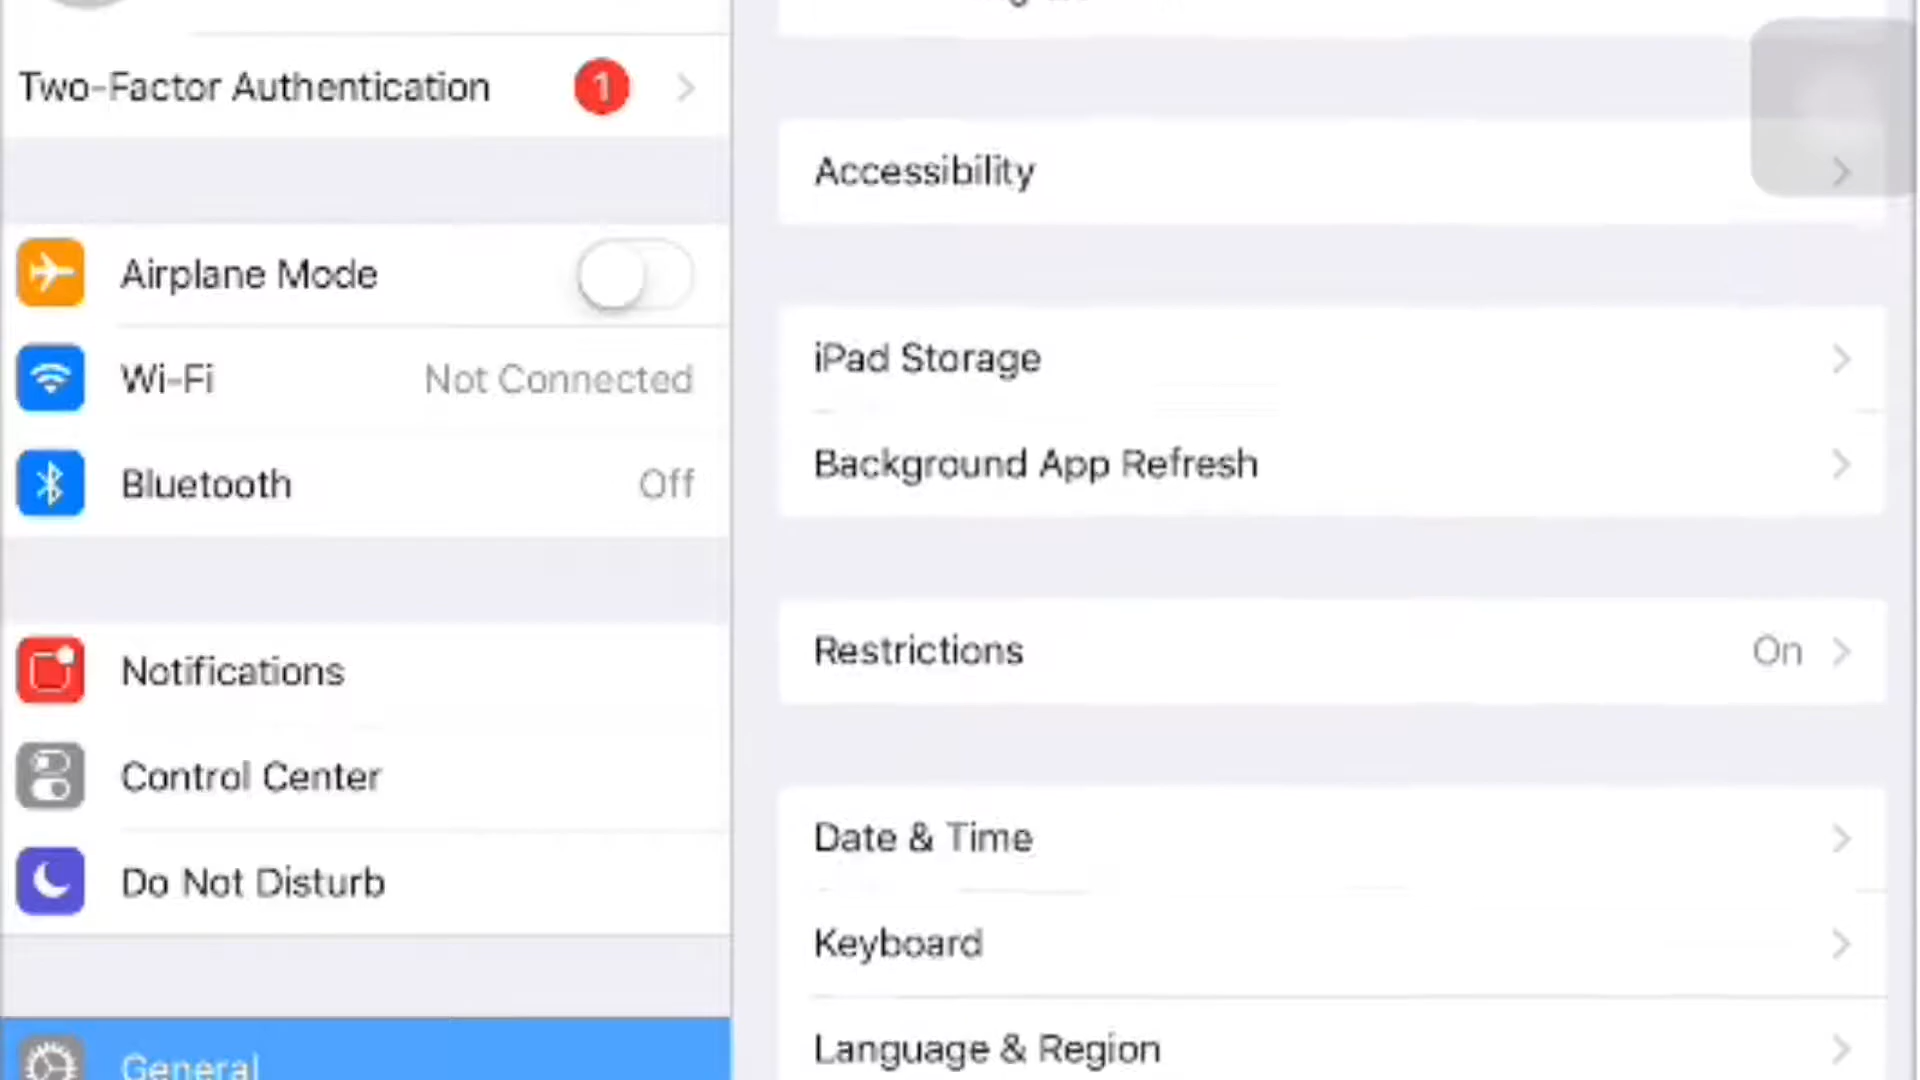 Two-Factor Authentication 1
Airplane Mode
Wi-Fi Not Connected
Bluetooth Off
Notifications
Control Center
Do Not Disturb
General
Accessibility
iPad Storage
Background App Refresh
Restrictions On
Date & Time
Keyboard
Language & Region